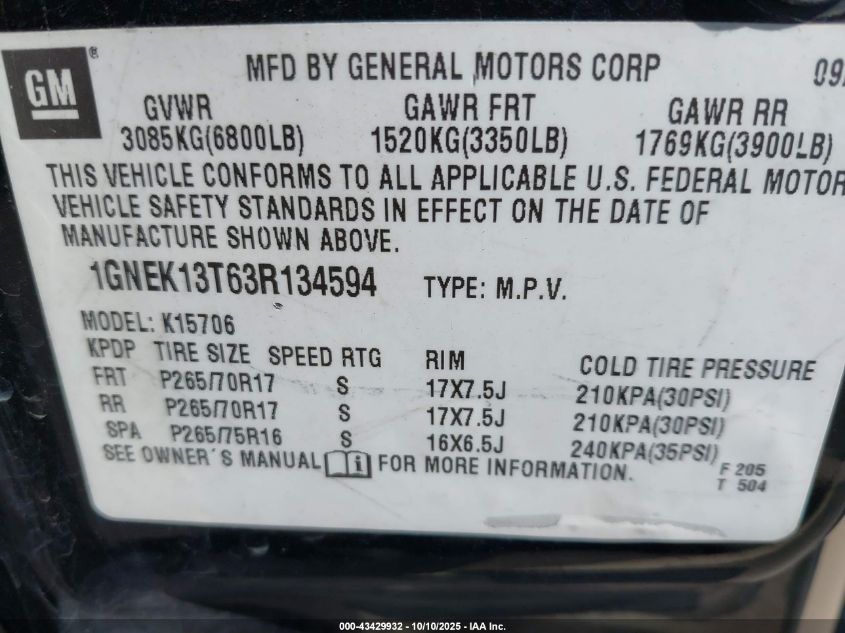 GM® MFD BY GENERAL MOTORS CORP 09/
GVWR GAWR FRT GAWR RR
3085KG(6800LB) 1520KG(3350LB) 1769KG(3900LB)
THIS VEHICLE CONFORMS TO ALL APPLICABLE U.S. FEDERAL MOTOR
VEHICLE SAFETY STANDARDS IN EFFECT ON THE DATE OF
MANUFACTURE SHOWN ABOVE.
1GNEK13T63R134594 TYPE: M.P.V.
MODEL: K15706
KPDP TIRE SIZE SPEED RTG RIM COLD TIRE PRESSURE
FRT P265/70R17 S 17X7.5J 210KPA(30PSI)
RR P265/70R17 S 17X7.5J 210KPA(30PSI)
SPA P265/75R16 S 16X6.5J 240KPA(35PSI)
SEE OWNER'S MANUAL FOR MORE INFORMATION.
F 205
T 504
000-43429932 - 10/10/2025 - IAA Inc.